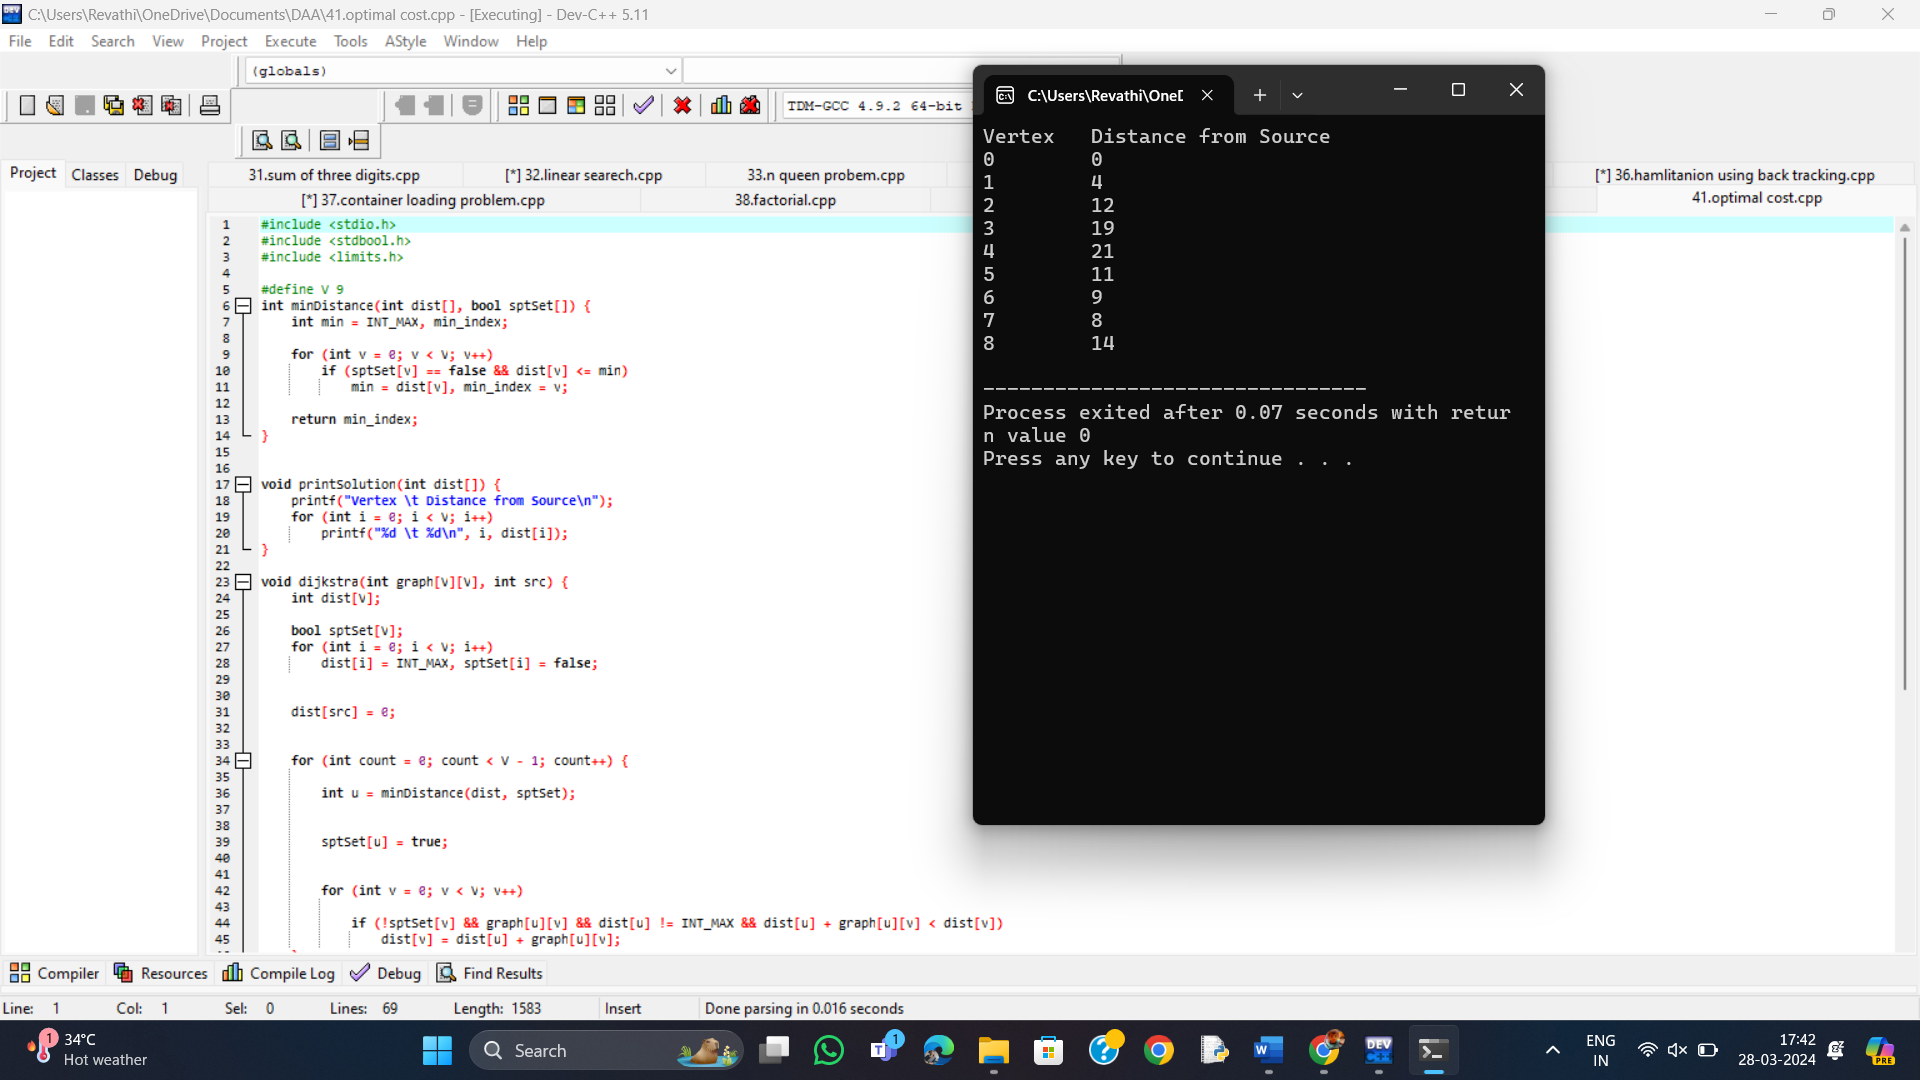 C:\Users\Revathi\OneDrive\Documents\DAA\41.optimal cost.cpp - [Executing] - Dev-C++ 5.11
File Edit Search View Project Execute Tools AStyle Window Help
(globals)
TDM-GCC 4.9.2 64-bit
Project Classes Debug
31.sum of three digits.cpp [*] 32.linear searech.cpp 33.n queen probem.cpp [*] 36.hamlitanion using back tracking.cpp
[*] 37.container loading problem.cpp 38.factorial.cpp 41.optimal cost.cpp
1 #include <stdio.h>
2 #include <stdbool.h>
3 #include <limits.h>
4
5 #define V 9
6 int minDistance(int dist[], bool sptSet[]) {
7 int min = INT_MAX, min_index;
8
9 for (int v = 0; v < V; v++)
10 if (sptSet[v] == false && dist[v] <= min)
11 min = dist[v], min_index = v;
12
13 return min_index;
14 }
15
16
17 void printSolution(int dist[]) {
18 printf("Vertex \t Distance from Source\n");
19 for (int i = 0; i < V; i++)
20 printf("%d \t %d\n", i, dist[i]);
21 }
22
23 void dijkstra(int graph[V][V], int src) {
24 int dist[V];
25
26 bool sptSet[V];
27 for (int i = 0; i < V; i++)
28 dist[i] = INT_MAX, sptSet[i] = false;
29
30
31 dist[src] = 0;
32
33
34 for (int count = 0; count < V - 1; count++) {
35
36 int u = minDistance(dist, sptSet);
37
38
39 sptSet[u] = true;
40
41
42 for (int v = 0; v < V; v++)
43
44 if (!sptSet[v] && graph[u][v] && dist[u] != INT_MAX && dist[u] + graph[u][v] < dist[v])
45 dist[v] = dist[u] + graph[u][v];
C:\Users\Revathi\OneD
Vertex Distance from Source
0 0
1 4
2 12
3 19
4 21
5 11
6 9
7 8
8 14
--------------------------------
Process exited after 0.07 seconds with retur
n value 0
Press any key to continue . . .
Compiler Resources Compile Log Debug Find Results
Line: 1 Col: 1 Sel: 0 Lines: 69 Length: 1583 Insert Done parsing in 0.016 seconds
1 34°C
Hot weather
Search
1
DEV
PRE
ENG
IN
17:42
28-03-2024